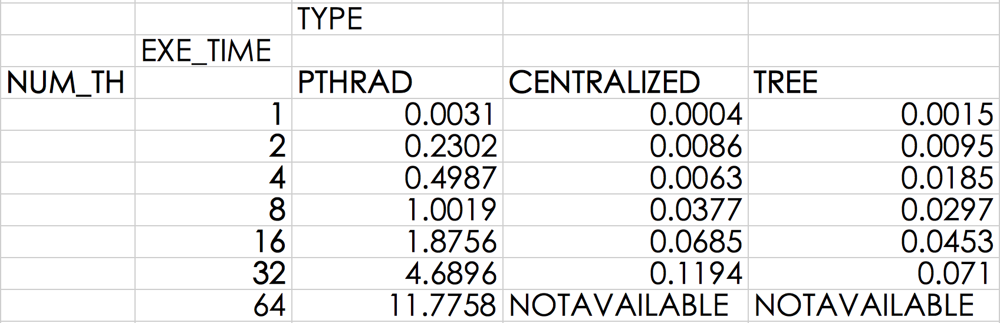 TYPE
EXE_TIME
NUM_TH PTHRAD CENTRALIZED TREE
1 0.0031 0.0004 0.0015
2 0.2302 0.0086 0.0095
4 0.4987 0.0063 0.0185
8 1.0019 0.0377 0.0297
16 1.8756 0.0685 0.0453
32 4.6896 0.1194 0.071
64 11.7758 NOTAVAILABLE NOTAVAILABLE